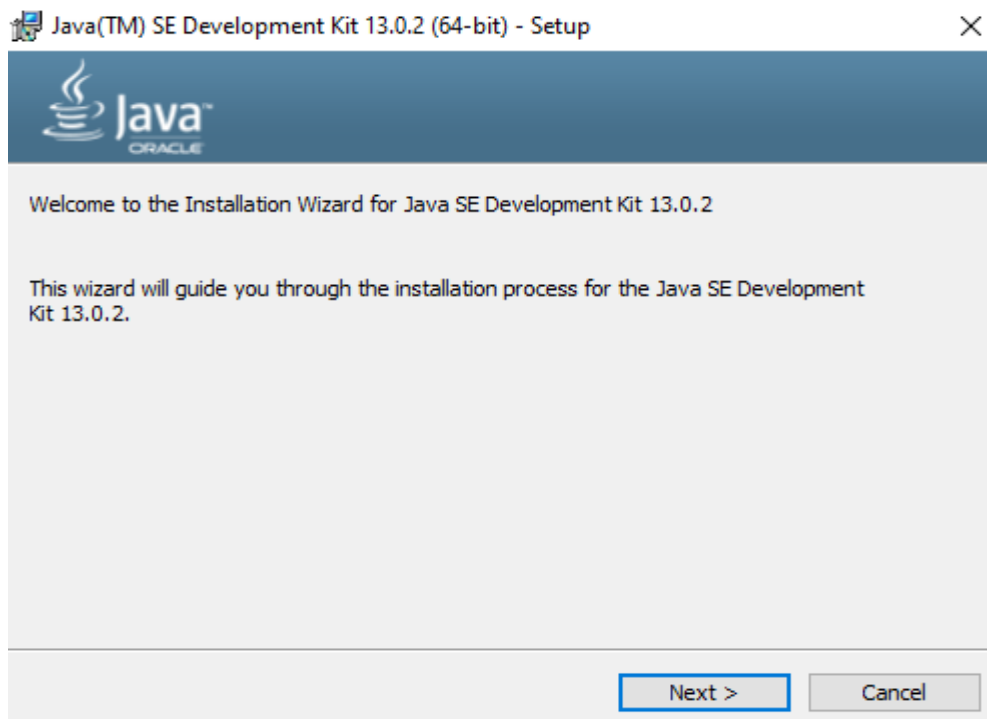 Java(TM) SE Development Kit 13.0.2 (64-bit) - Setup
Java™
ORACLE
Welcome to the Installation Wizard for Java SE Development Kit 13.0.2
This wizard will guide you through the installation process for the Java SE Development
Kit 13.0.2.
Next >
Cancel